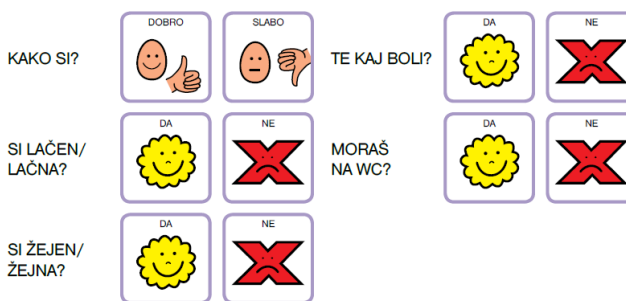 KAKO SI?
DOBRO
SLABO
TE KAJ BOLI?
DA
NE
SI LAČEN/
LAČNA?
DA
NE
MORAŠ
NA WC?
DA
NE
SI ŽEJEN/
ŽEJNA?
DA
NE